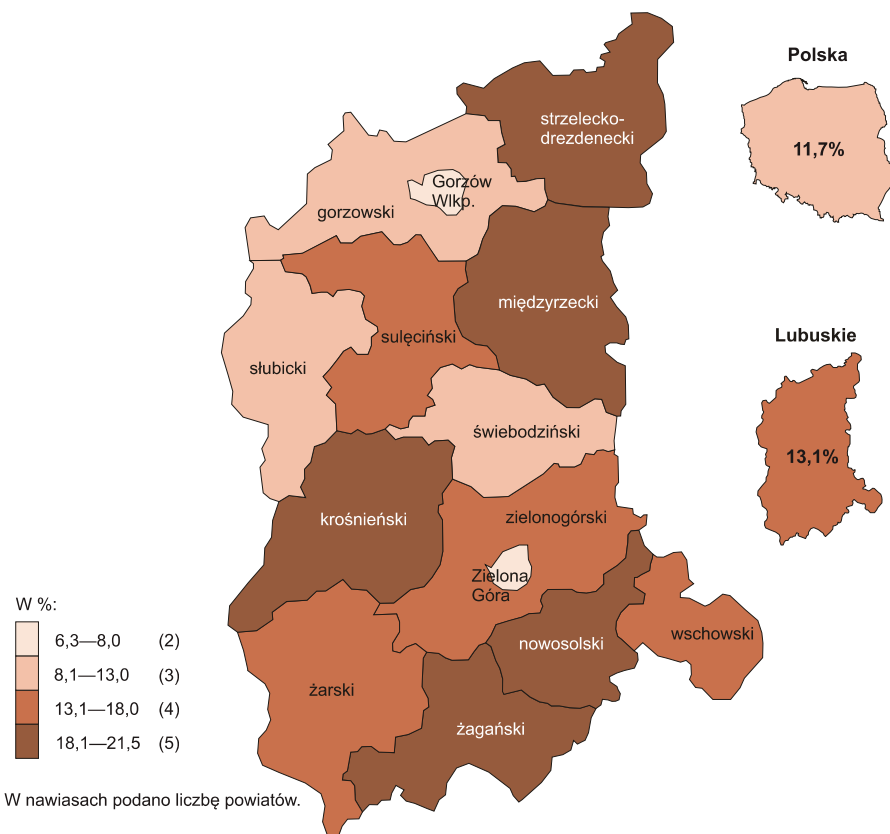 Polska
11,7%
strzelecko-
drezdenecki
Gorzów
Wlkp.
gorzowski
międzyrzecki
sulęciński
słubicki
Lubuskie
13,1%
świebodziński
krośnieński
zielonogórski
Zielona
Góra
nowosolski
wschowski
żarski
żagański
W %:
6,3—8,0 (2)
8,1—13,0 (3)
13,1—18,0 (4)
18,1—21,5 (5)
W nawiasach podano liczbę powiatów.